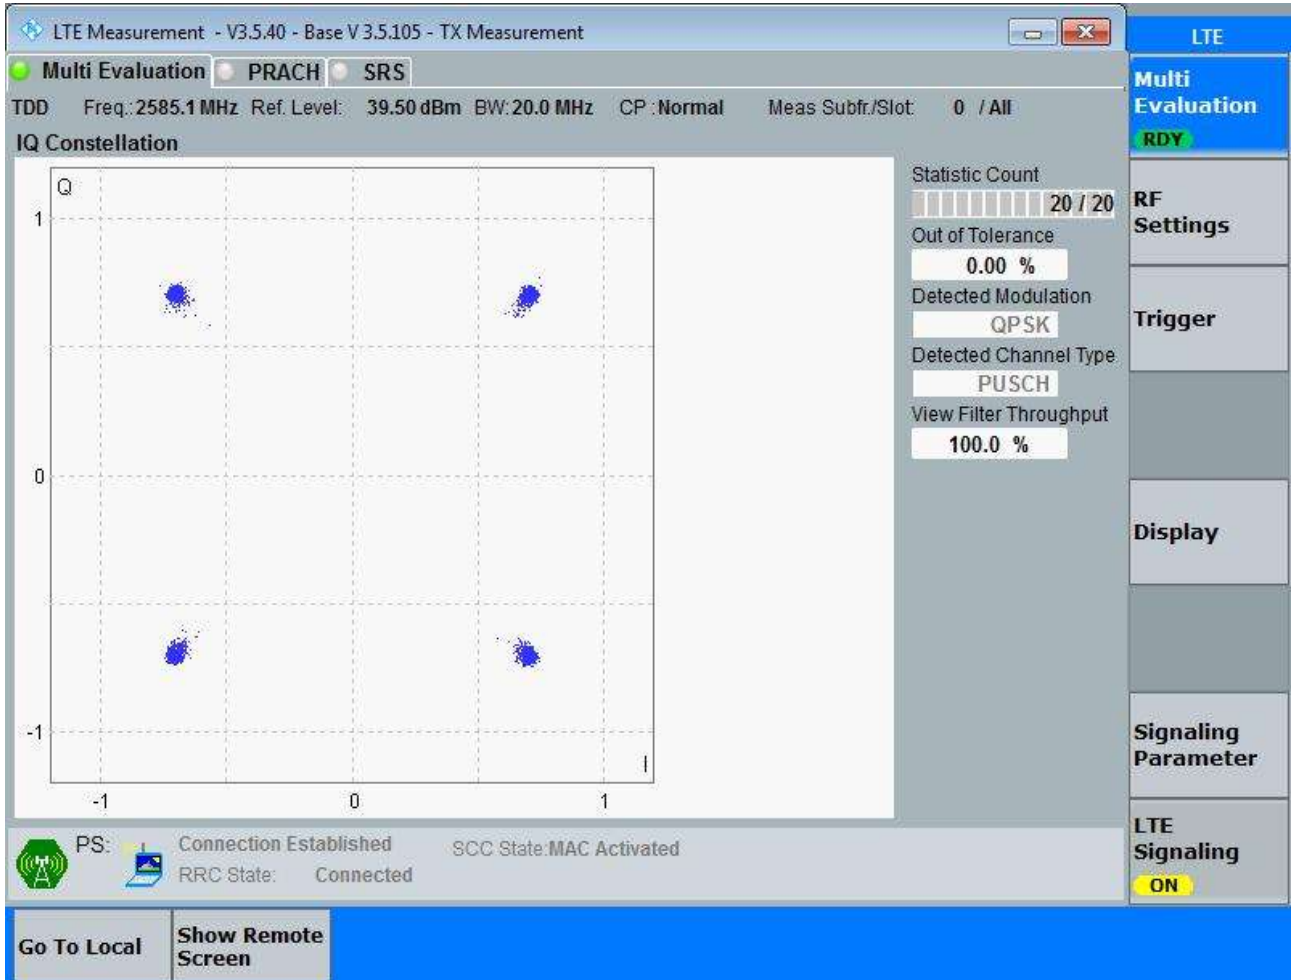 LTE Measurement - V3.5.40 - Base V 3.5.105 - TX Measurement
LTE
Multi Evaluation PRACH SRS
TDD Freq.: 2585.1 MHz Ref. Level: 39.50 dBm BW: 20.0 MHz CP : Normal Meas Subfr./Slot: 0 / All
IQ Constellation
Q
1
0
-1
-1 0 1
I
Statistic Count
20 / 20
Out of Tolerance
0.00 %
Detected Modulation
QPSK
Detected Channel Type
PUSCH
View Filter Throughput
100.0 %
Multi
Evaluation
RDY
RF
Settings
Trigger
Display
Signaling
Parameter
LTE
Signaling
ON
PS: Connection Established SCC State: MAC Activated
RRC State: Connected
Go To Local
Show Remote
Screen